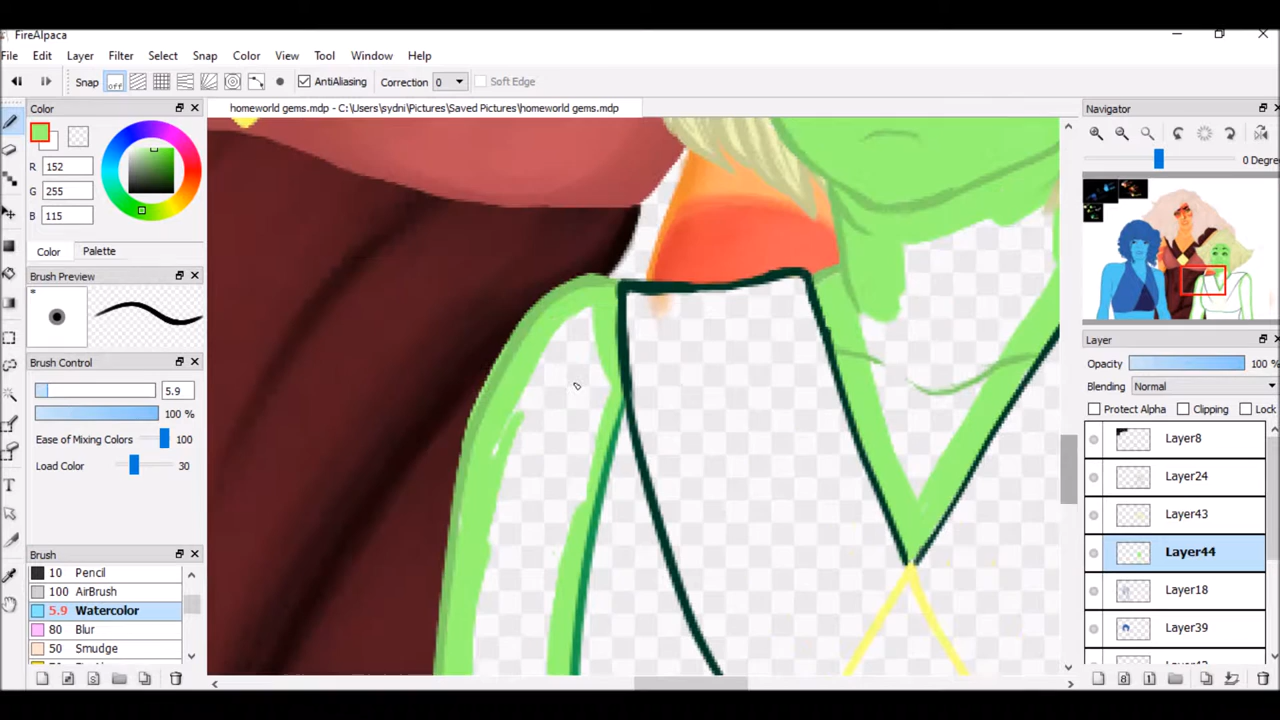 FireAlpaca
File Edit Layer Filter Select Snap Color View Tool Window Help
Snap off AntiAliasing Correction 0 Soft Edge
Color
homeworld gems.mdp - C:\Users\sydni\Pictures\Saved Pictures\homeworld gems.mdp
Navigator
R 152
G 255
B 115
0 Degree
Color Palette
Brush Preview
*
Brush Control
5.9
100 %
Ease of Mixing Colors 100
Load Color 30
Brush
10 Pencil
100 AirBrush
5.9 Watercolor
80 Blur
50 Smudge
Layer
Opacity 100 %
Blending Normal
Protect Alpha Clipping Lock
Layer8
Layer24
Layer43
Layer44
Layer18
Layer39